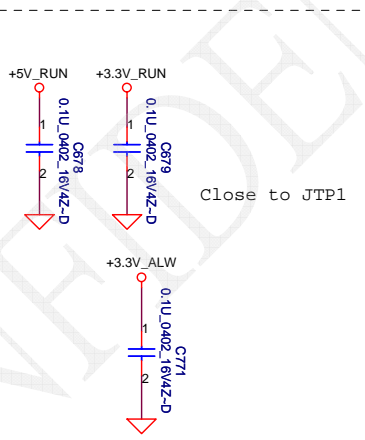 +5V_RUN
+3.3V_RUN
1
2
C678
0.1U_0402_16V4Z~D
1
2
C679
0.1U_0402_16V4Z~D
Close to JTP1
+3.3V_ALW
1
2
C771
0.1U_0402_16V4Z~D